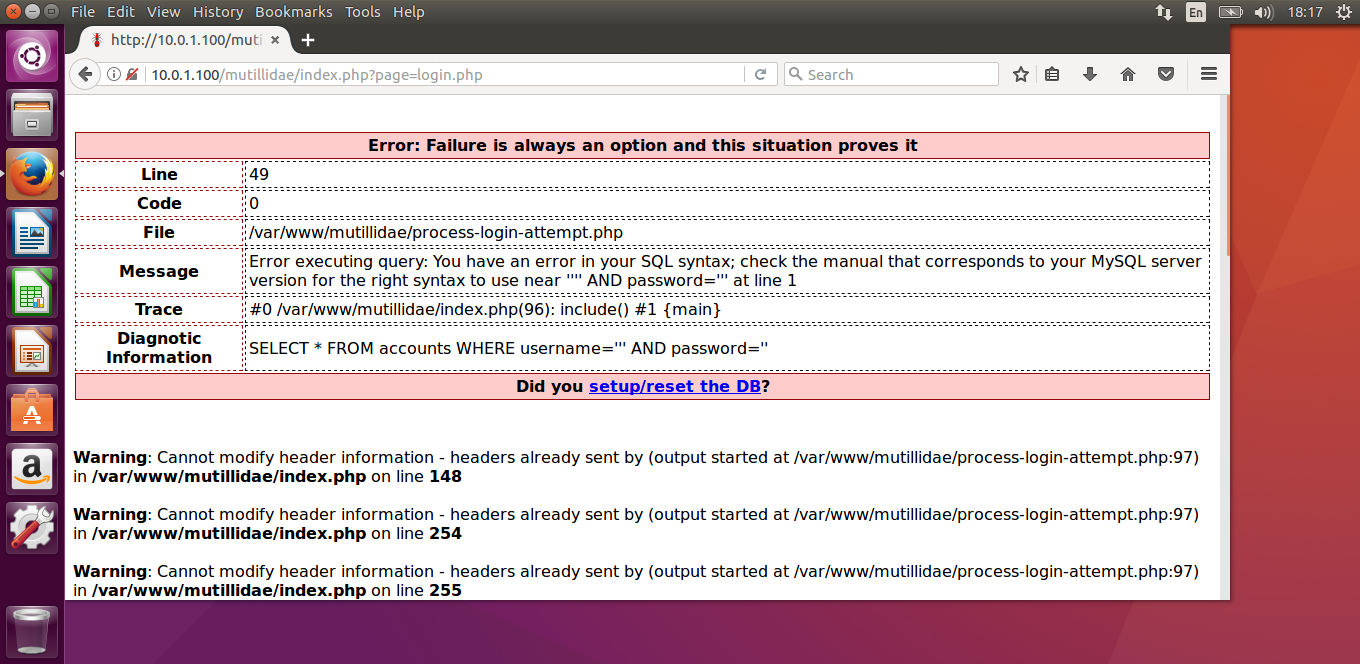 File Edit View History Bookmarks Tools Help En 18:17
http://10.0.1.100/muti
10.0.1.100/mutillidae/index.php?page=login.php Search
Error: Failure is always an option and this situation proves it
Line 49
Code 0
File /var/www/mutillidae/process-login-attempt.php
Message Error executing query: You have an error in your SQL syntax; check the manual that corresponds to your MySQL server
version for the right syntax to use near '''' AND password=''' at line 1
Trace #0 /var/www/mutillidae/index.php(96): include() #1 {main}
Diagnostic
Information SELECT * FROM accounts WHERE username=''' AND password=''
Did you setup/reset the DB?
Warning: Cannot modify header information - headers already sent by (output started at /var/www/mutillidae/process-login-attempt.php:97)
in /var/www/mutillidae/index.php on line 148
Warning: Cannot modify header information - headers already sent by (output started at /var/www/mutillidae/process-login-attempt.php:97)
in /var/www/mutillidae/index.php on line 254
Warning: Cannot modify header information - headers already sent by (output started at /var/www/mutillidae/process-login-attempt.php:97)
in /var/www/mutillidae/index.php on line 255